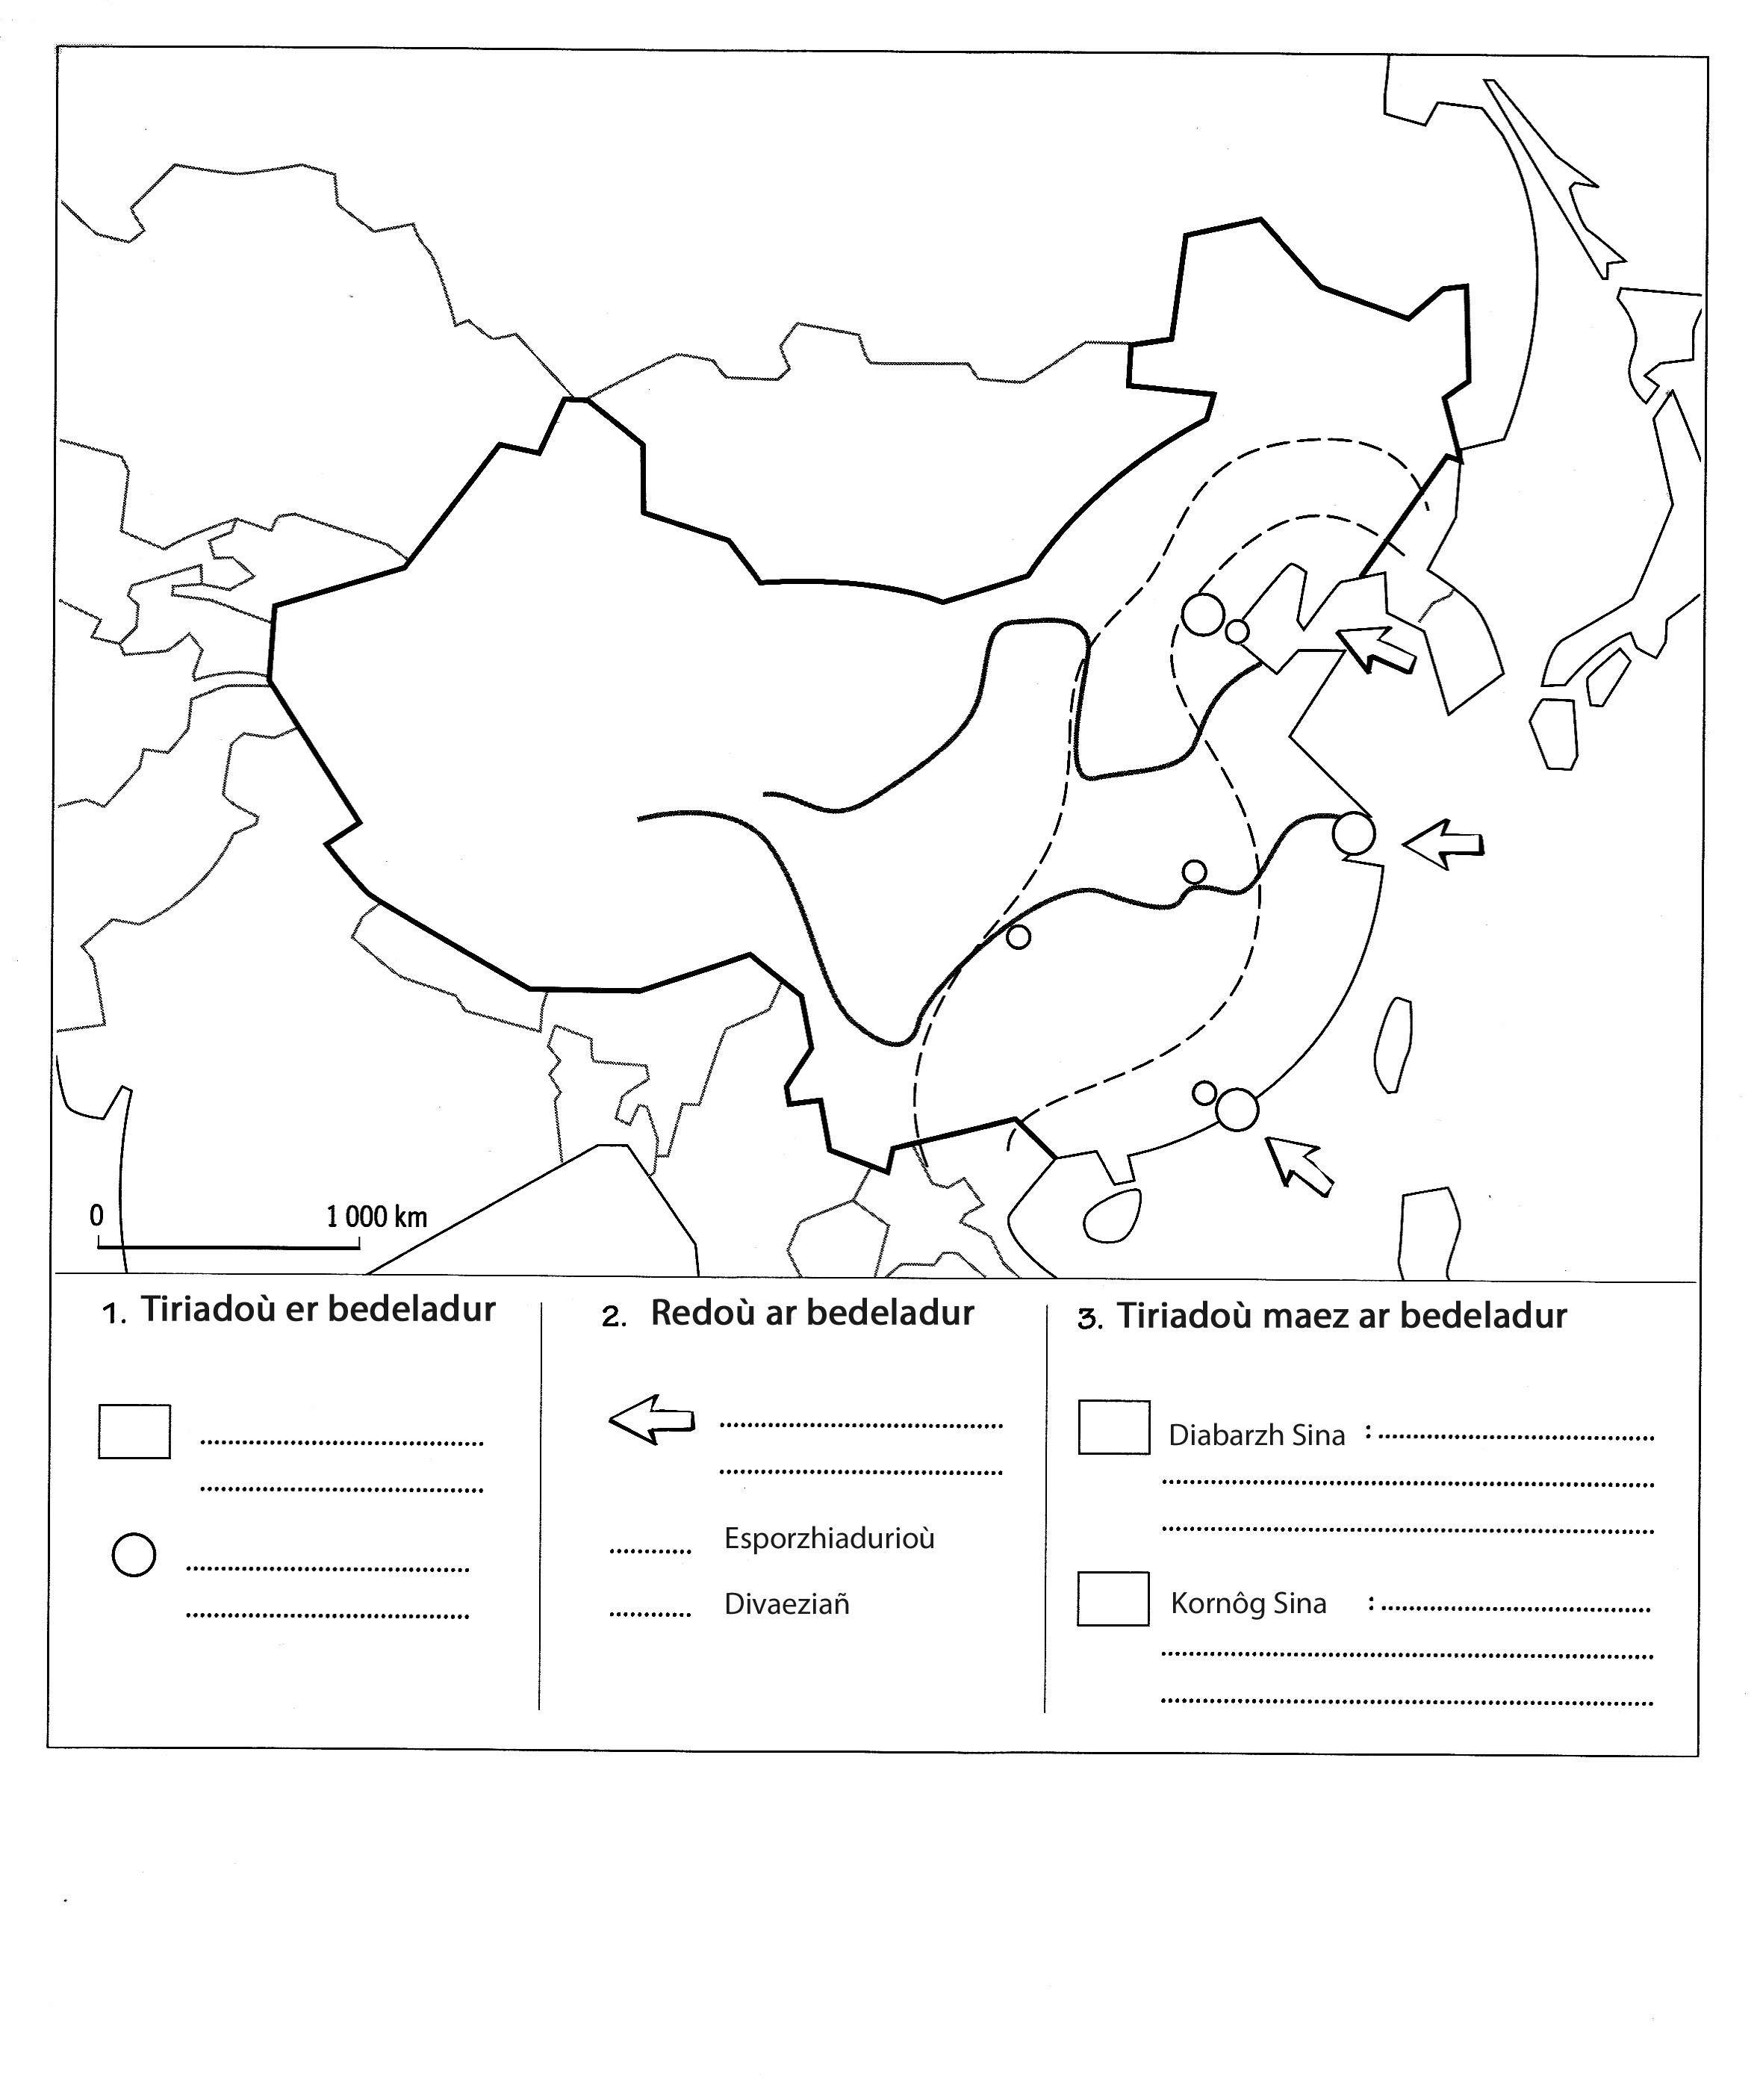 0 1 000 km
1. Tiriadoù er bedeladur
2. Redoù ar bedeladur
Esporzhiadurioù
Divaeziañ
3. Tiriadoù maez ar bedeladur
Diabarzh Sina :
Kornôg Sina :